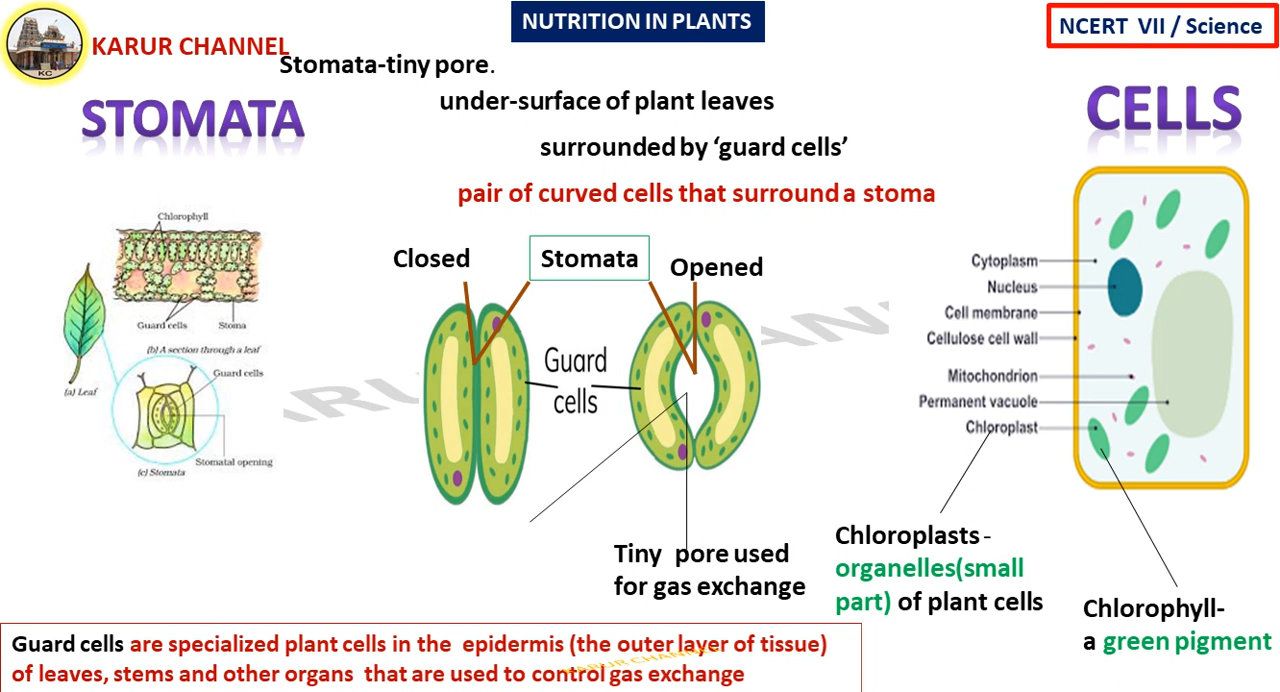 NUTRITION IN PLANTS
NCERT VII / Science
KARUR CHANNEL
KC
Stomata-tiny pore.
under-surface of plant leaves
surrounded by ‘guard cells’
pair of curved cells that surround a stoma
STOMATA
CELLS
Chlorophyll
Guard cells
Stoma
(b) A section through a leaf
(a) Leaf
Guard cells
Stomatal opening
(c) Stomata
Closed
Stomata
Opened
Guard
cells
Tiny pore used
for gas exchange
Cytoplasm
Nucleus
Cell membrane
Cellulose cell wall
Mitochondrion
Permanent vacuole
Chloroplast
Chloroplasts -
organelles(small
part) of plant cells
Chlorophyll-
a green pigment
Guard cells are specialized plant cells in the epidermis (the outer layer of tissue)
of leaves, stems and other organs that are used to control gas exchange
KARUR CHANNEL